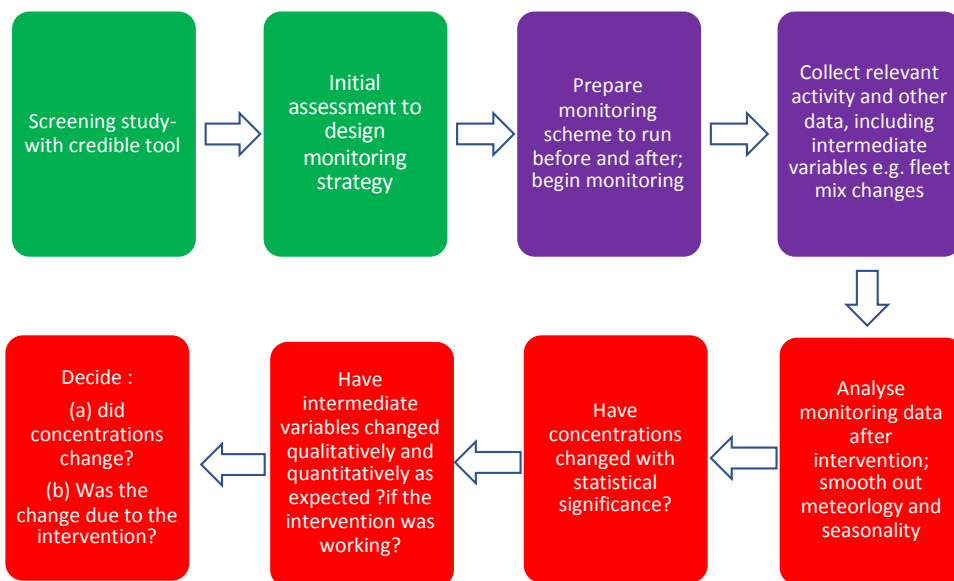 Screening study-
with credible tool
Initial
assessment to
design
monitoring
strategy
Prepare
monitoring
scheme to run
before and after;
begin monitoring
Collect relevant
activity and other
data, including
intermediate
variables e.g. fleet
mix changes
Analyse
monitoring data
after
intervention;
smooth out
meteorlogy and
seasonality
Have
concentrations
changed with
statistical
significance?
Have
intermediate
variables changed
qualitatively and
quantitatively as
expected ?if the
intervention was
working?
Decide :
(a) did
concentrations
change?
(b) Was the
change due to the
intervention?